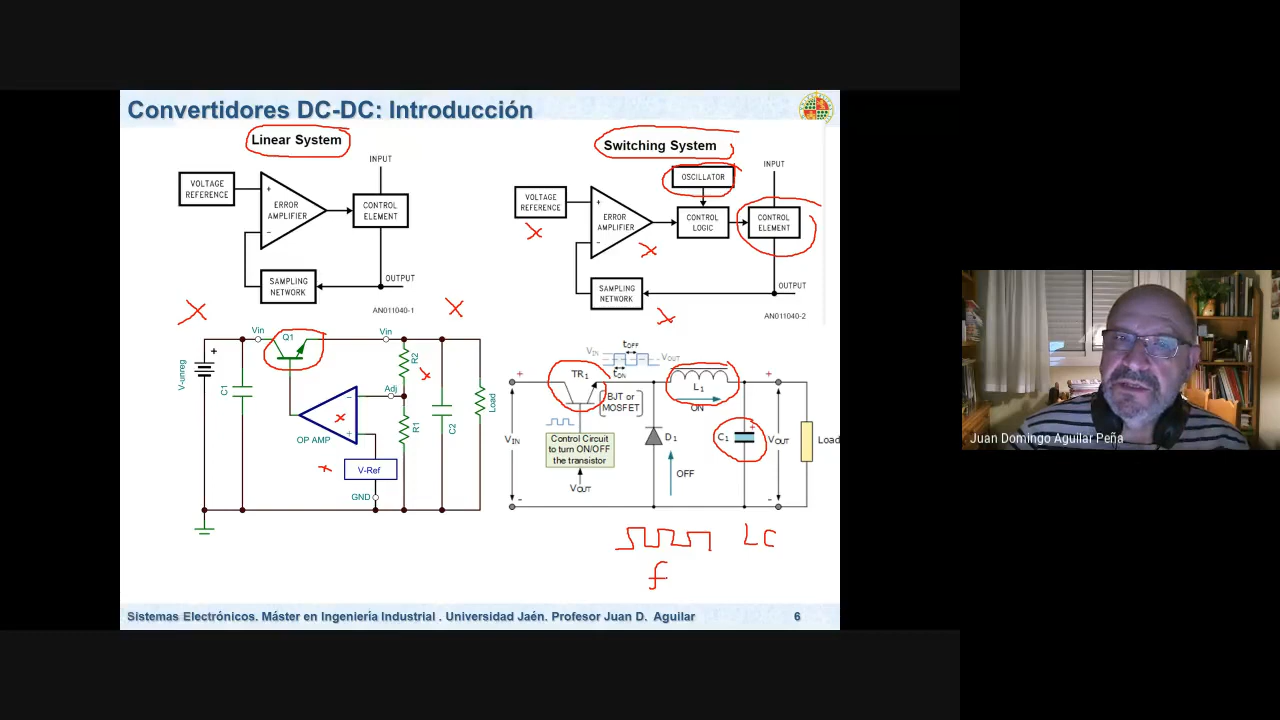 Convertidores DC-DC: Introducción
Linear System
INPUT
VOLTAGE
REFERENCE
+
ERROR
AMPLIFIER
−
CONTROL
ELEMENT
SAMPLING
NETWORK
OUTPUT
AN011040-1
Switching System
OSCILLATOR
INPUT
VOLTAGE
REFERENCE
+
ERROR
AMPLIFIER
−
CONTROL
LOGIC
CONTROL
ELEMENT
SAMPLING
NETWORK
OUTPUT
AN011040-2
X
X
X
X
X
Vin
Q1
Vin
+
V-unreg
C1
R2
x
Adj
−
x
+
OP AMP
R1
C2
Load
x
V-Ref
GND
tOFF
VIN
VOUT
tON
+
TR1
BJT or
MOSFET
L1
ON
+
VIN
Control Circuit
to turn ON/OFF
the transistor
VOUT
D1
OFF
C1
+
VOUT
Load
-
-
LC
f
Sistemas Electrónicos. Máster en Ingeniería Industrial . Universidad Jaén. Profesor Juan D. Aguilar
6
Juan Domingo Aguilar Peña